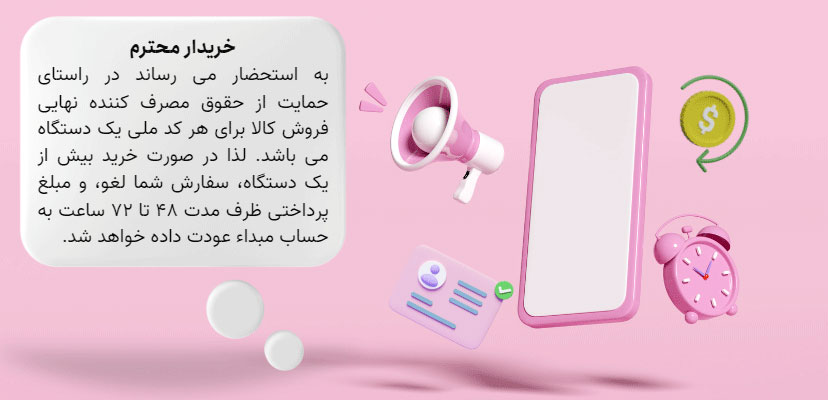 خریدار محترم
به استحضار می رساند در راستای
حمایت از حقوق مصرف کننده نهایی
فروش کالا برای هر کد ملی یک دستگاه
می باشد. لذا در صورت خرید بیش از
یک دستگاه، سفارش شما لغو، و مبلغ
پرداختی ظرف مدت ۴۸ تا ۷۲ ساعت به
حساب مبداء عودت داده خواهد شد.
$